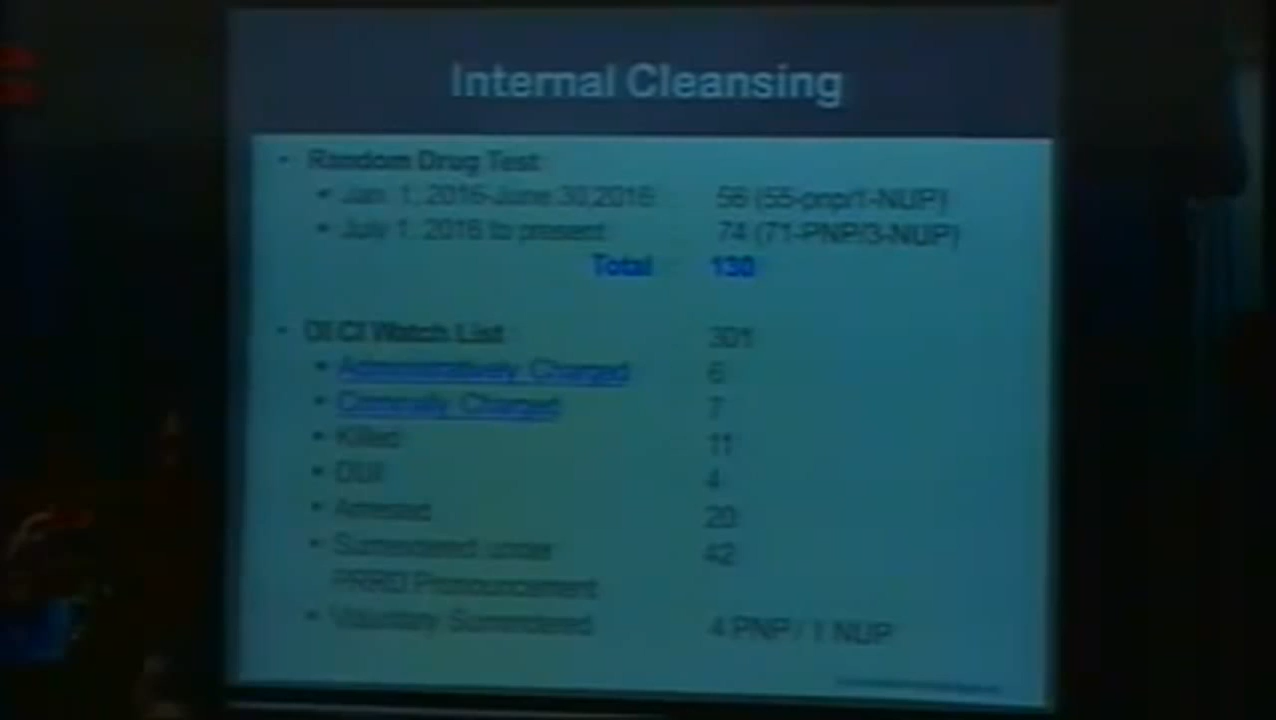 Internal Cleansing
• Random Drug Test
• Jan. 1, 2016-June 30, 2016 : 56 (55-pnp/1-NUP)
• July 1, 2016 to present 74 (71-PNP/3-NUP)
Total : 130
• DI CI Watch List : 301
• Administratively Charged 6
• Criminally Charged 7
• Killed 11
• 4
• Arrested 20
• Surrendered under 42
PRRD Pronouncement
• Voluntary Surrendered 4 PNP / 1 NUP